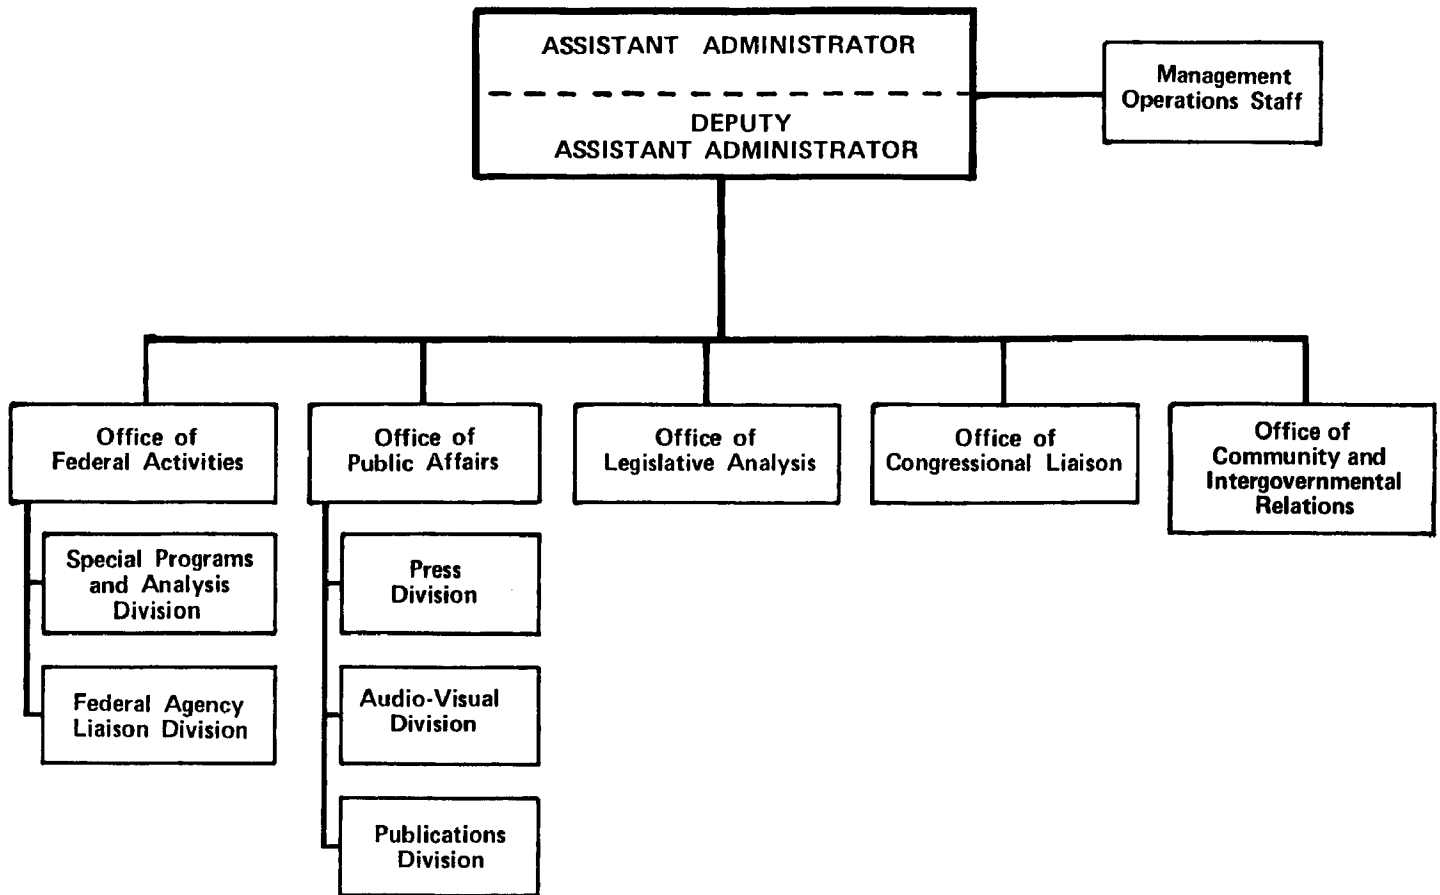 ASSISTANT ADMINISTRATOR
DEPUTY
ASSISTANT ADMINISTRATOR
Management
Operations Staff
Office of
Federal Activities
Office of
Public Affairs
Office of
Legislative Analysis
Office of
Congressional Liaison
Office of
Community and
Intergovernmental
Relations
Special Programs
and Analysis
Division
Federal Agency
Liaison Division
Press
Division
Audio-Visual
Division
Publications
Division